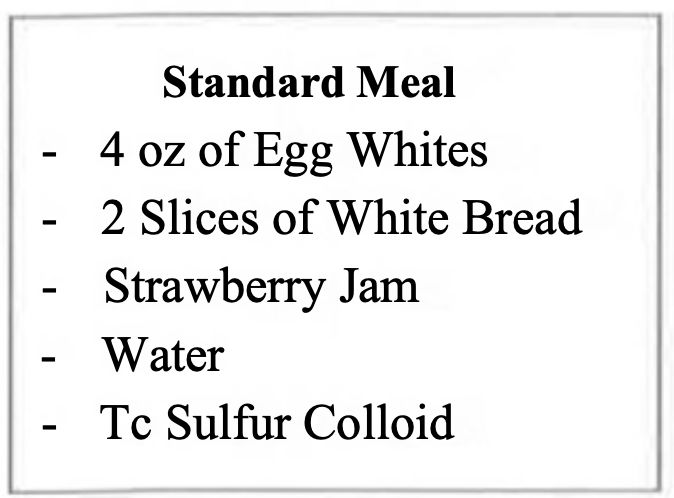 Standard Meal
- 4 oz of Egg Whites
- 2 Slices of White Bread
- Strawberry Jam
- Water
- Tc Sulfur Colloid